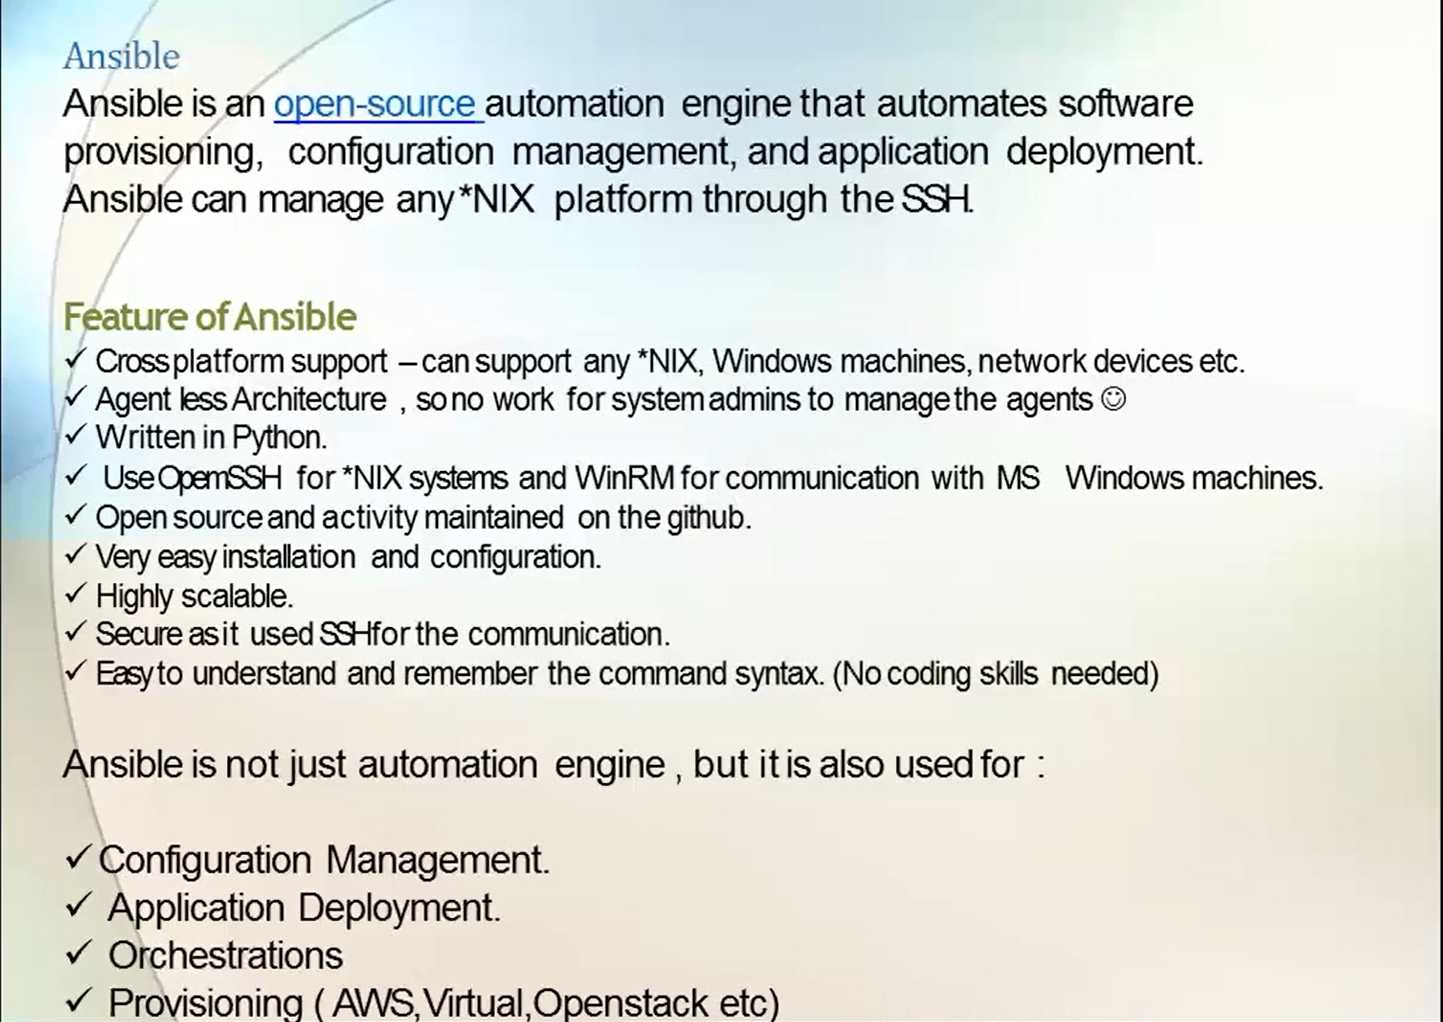 Ansible
Ansible is an open-source automation engine that automates software
provisioning, configuration management, and application deployment.
Ansible can manage any *NIX platform through the SSH.
Feature of Ansible
✓ Cross platform support – can support any *NIX, Windows machines, network devices etc.
✓ Agent less Architecture , so no work for system admins to manage the agents ☺
✓ Written in Python.
✓ Use OpemSSH for *NIX systems and WinRM for communication with MS Windows machines.
✓ Open source and activity maintained on the github.
✓ Very easy installation and configuration.
✓ Highly scalable.
✓ Secure as it used SSH for the communication.
✓ Easy to understand and remember the command syntax. (No coding skills needed)
Ansible is not just automation engine , but it is also used for :
✓ Configuration Management.
✓ Application Deployment.
✓ Orchestrations
✓ Provisioning ( AWS,Virtual,Openstack etc)